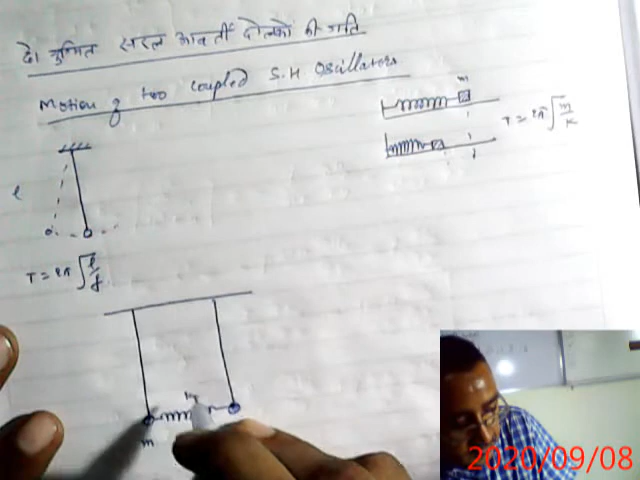 दो युग्मित सरल आवर्ती दोलकों की गति
Motion of two coupled S.H Oscillators
m
T = 2π√m/k
l
T = 2π√l/g
m
2020/09/08